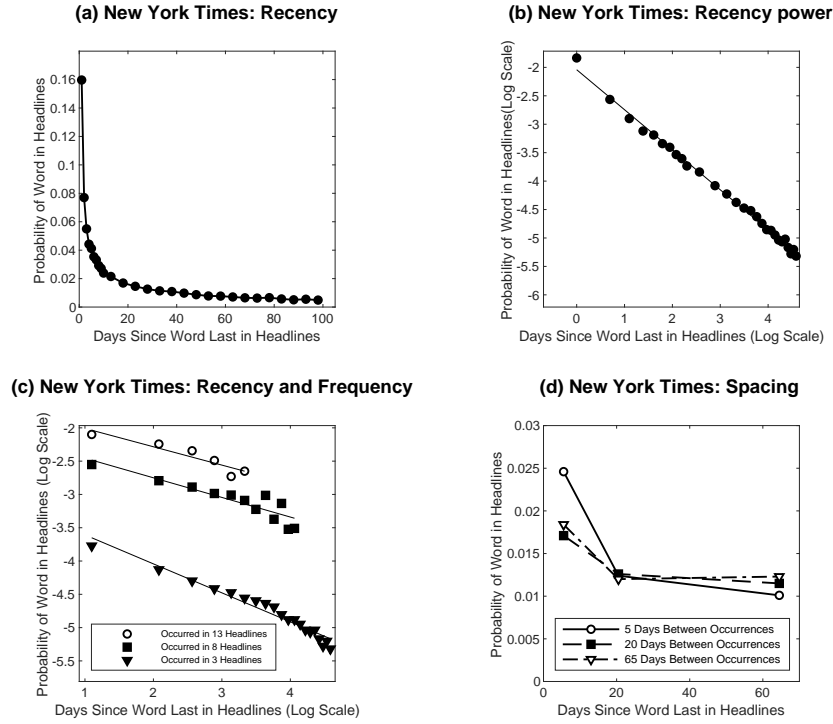 (a) New York Times: Recency
0.16
0.14
0.12
0.1
0.08
0.06
0.04
0.02
0
0 20 40 60 80 100
Probability of Word in Headlines
Days Since Word Last in Headlines
(b) New York Times: Recency power
-2
-2.5
-3
-3.5
-4
-4.5
-5
-5.5
-6
0 1 2 3 4
Probability of Word in Headlines(Log Scale)
Days Since Word Last in Headlines (Log Scale)
(c) New York Times: Recency and Frequency
-2
-2.5
-3
-3.5
-4
-4.5
-5
-5.5
1 2 3 4
Probability of Word in Headlines (Log Scale)
Occurred in 13 Headlines
Occurred in 8 Headlines
Occurred in 3 Headlines
Days Since Word Last in Headlines (Log Scale)
(d) New York Times: Spacing
0.03
0.025
0.02
0.015
0.01
0.005
0
0 20 40 60
Probability of Word in Headlines
5 Days Between Occurrences
20 Days Between Occurrences
65 Days Between Occurrences
Days Since Word Last in Headlines